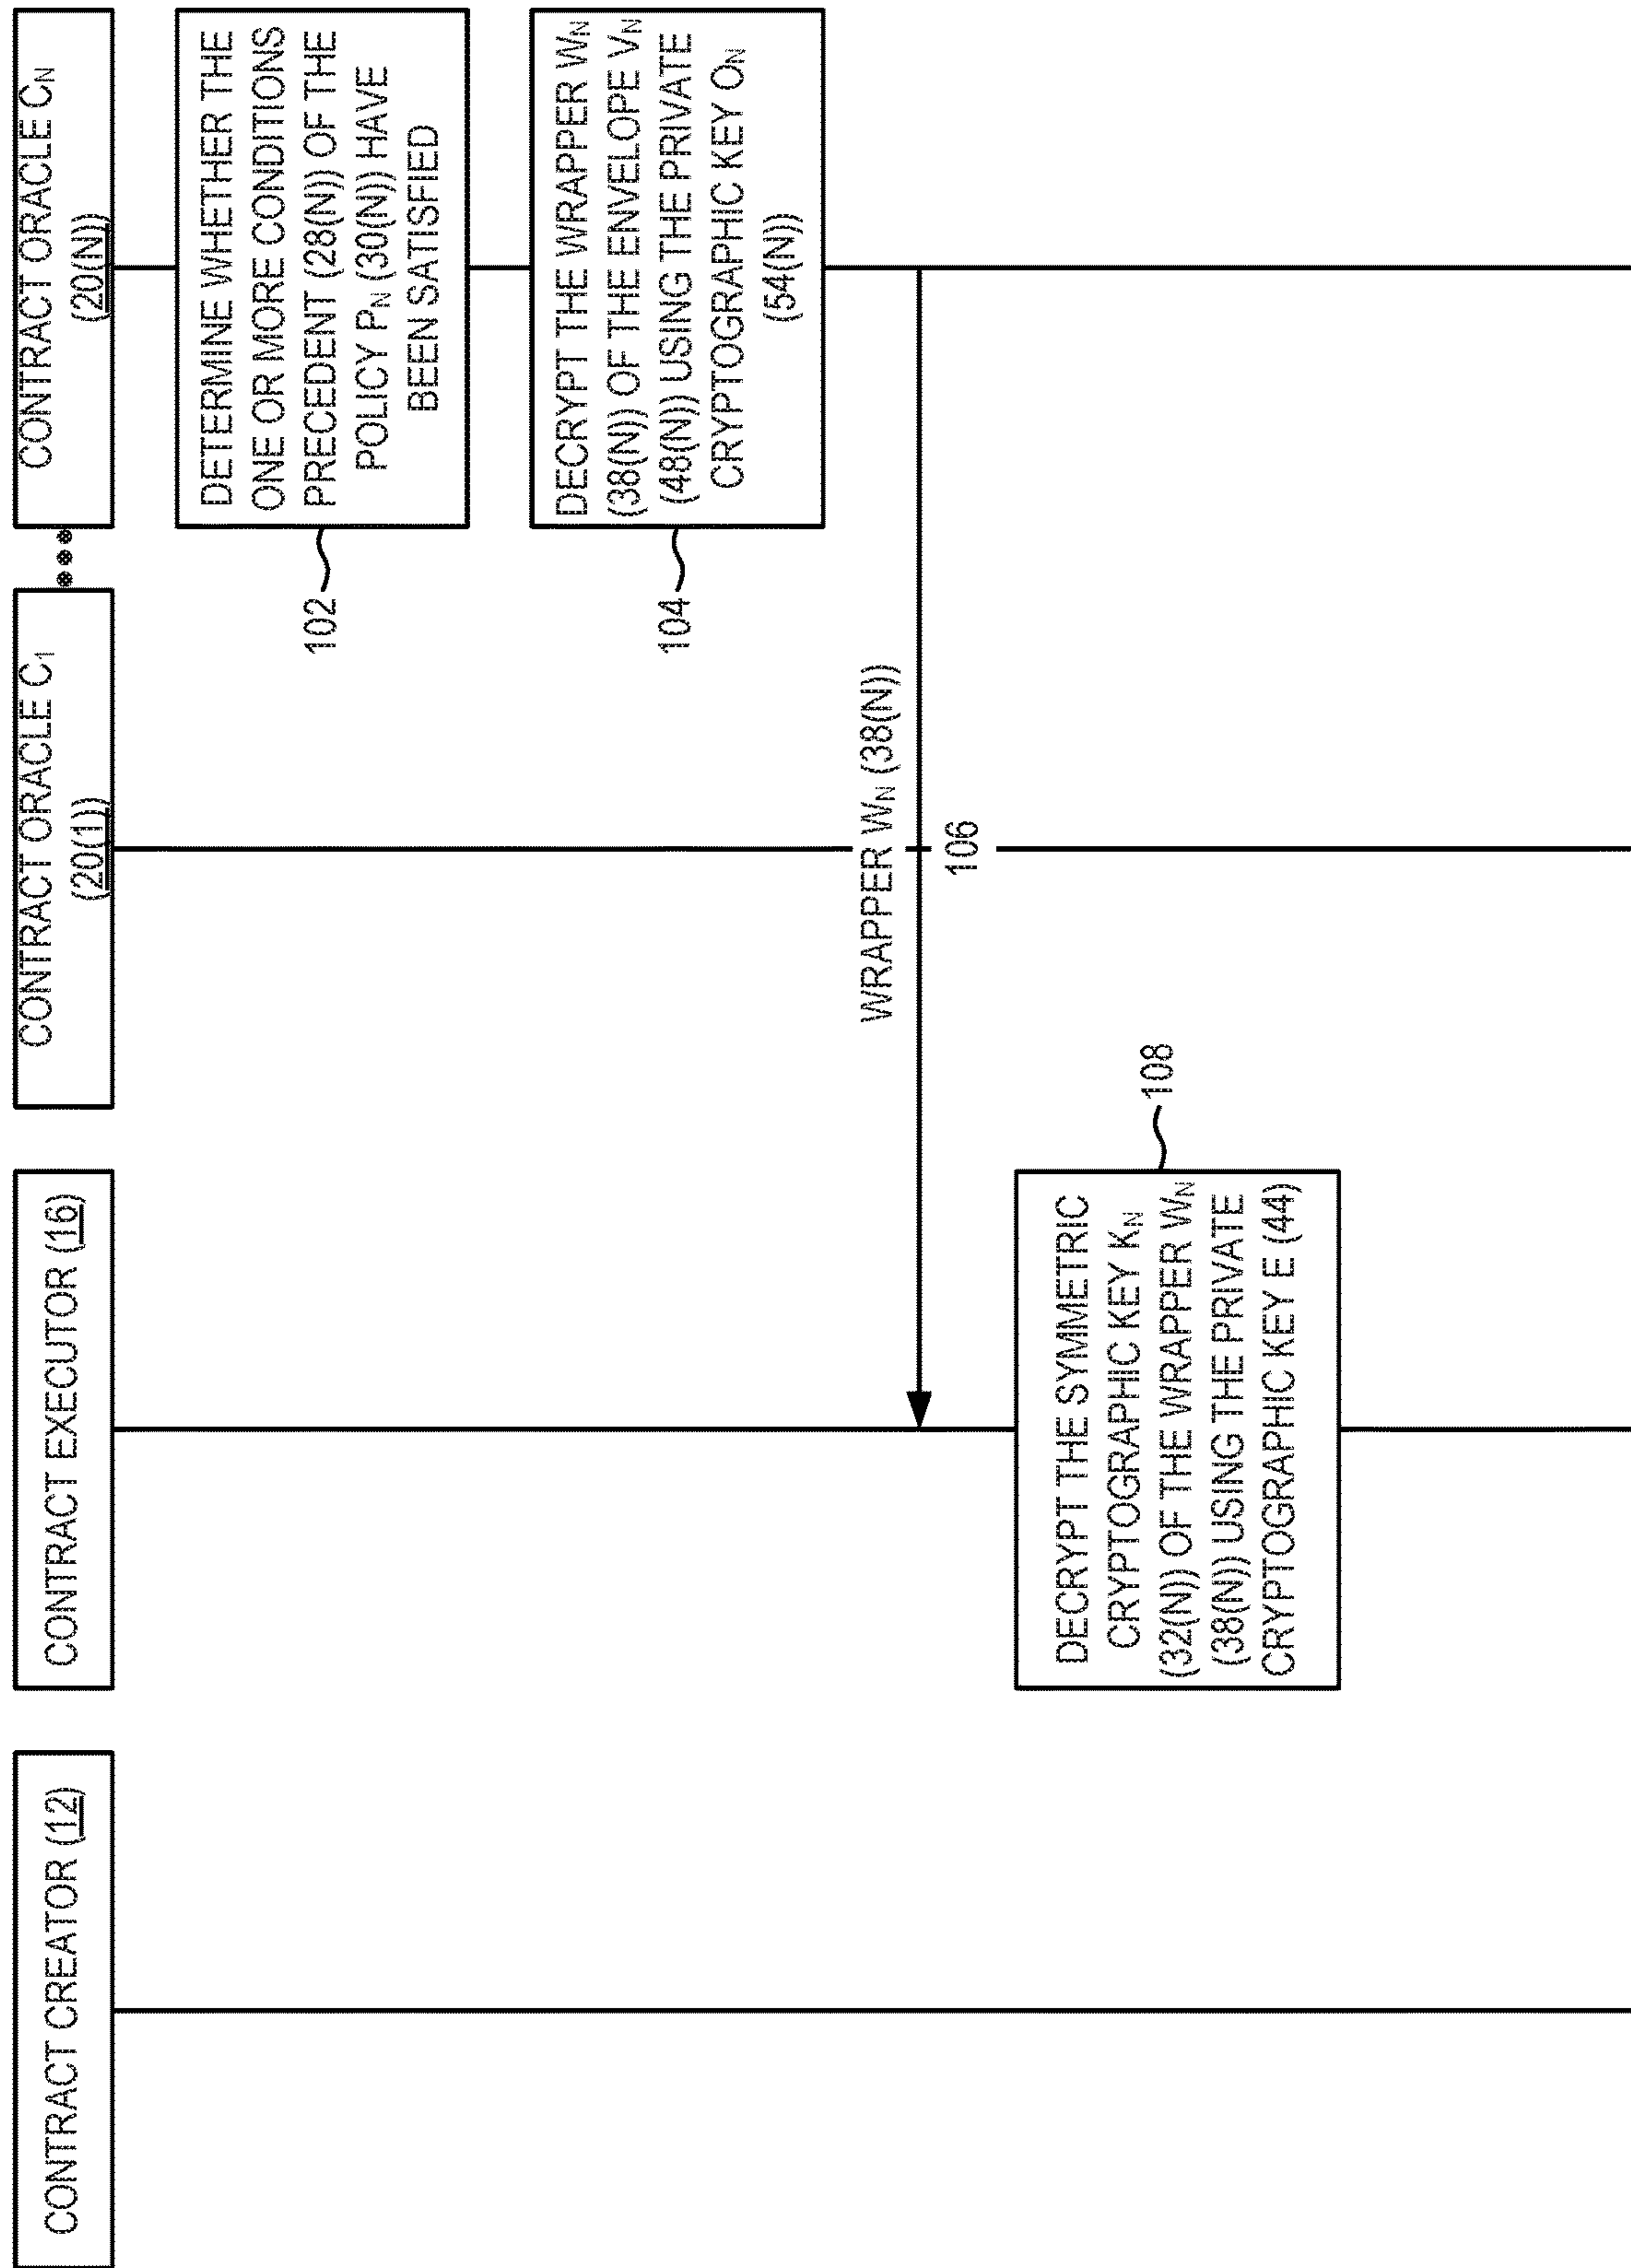 CONTRACT CREATOR (12)
CONTRACT EXECUTOR (16)
CONTRACT ORACLE C1
(20(1))
CONTRACT ORACLE CN
(20(N))
DETERMINE WHETHER THE
ONE OR MORE CONDITIONS
PRECEDENT (28(N)) OF THE
POLICY PN (30(N)) HAVE
BEEN SATISFIED
102
DECRYPT THE WRAPPER WN
(38(N)) OF THE ENVELOPE VN
(48(N)) USING THE PRIVATE
CRYPTOGRAPHIC KEY ON
(54(N))
104
WRAPPER WN (38(N))
106
DECRYPT THE SYMMETRIC
CRYPTOGRAPHIC KEY KN
(32(N)) OF THE WRAPPER WN
(38(N)) USING THE PRIVATE
CRYPTOGRAPHIC KEY E (44)
108